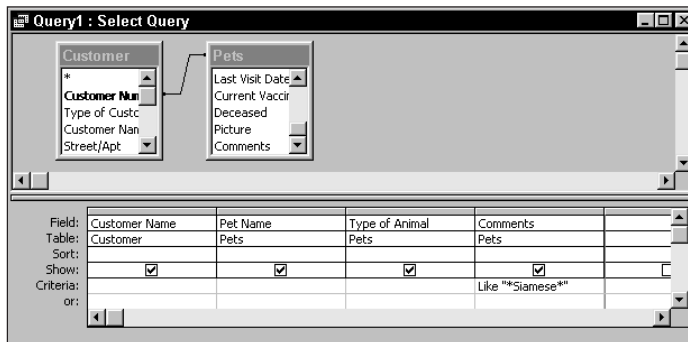 Query1 : Select Query
Customer
*
Customer Num
Type of Custo
Customer Nam
Street/Apt
Pets
Last Visit Date
Current Vaccin
Deceased
Picture
Comments
Field: Customer Name Pet Name Type of Animal Comments
Table: Customer Pets Pets Pets
Sort:
Show:
Criteria: Like "*Siamese*"
or: